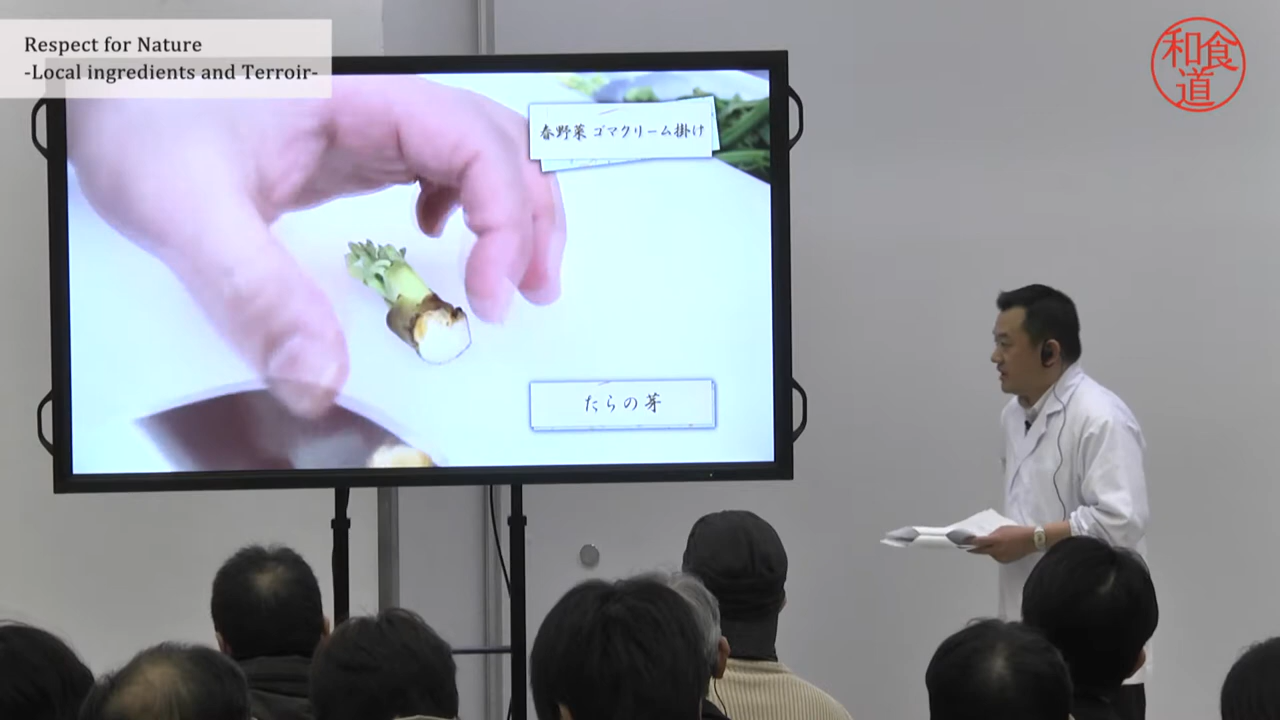 Respect for Nature
-Local ingredients and Terroir-
和食
道
春野菜 ゴマクリーム掛け
たらの芽